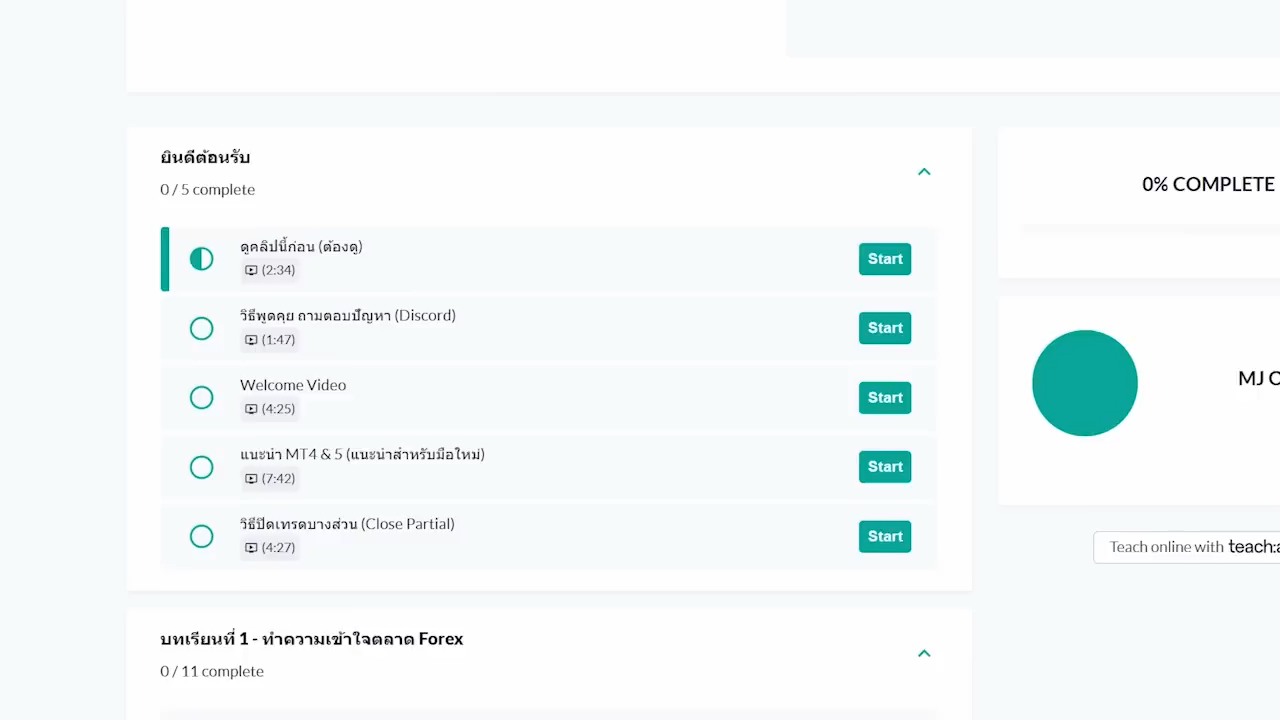 ยินดีต้อนรับ
0 / 5 complete
ดูคลิปนี้ก่อน (ต้องดู)
(2:34)
Start
วิธีพูดคุย ถามตอบปัญหา (Discord)
(1:47)
Start
Welcome Video
(4:25)
Start
แนะนำ MT4 & 5 (แนะนำสำหรับมือใหม่)
(7:42)
Start
วิธีปิดเทรดบางส่วน (Close Partial)
(4:27)
Start
บทเรียนที่ 1 - ทำความเข้าใจตลาด Forex
0 / 11 complete
0% COMPLETE
MJ
Teach online with